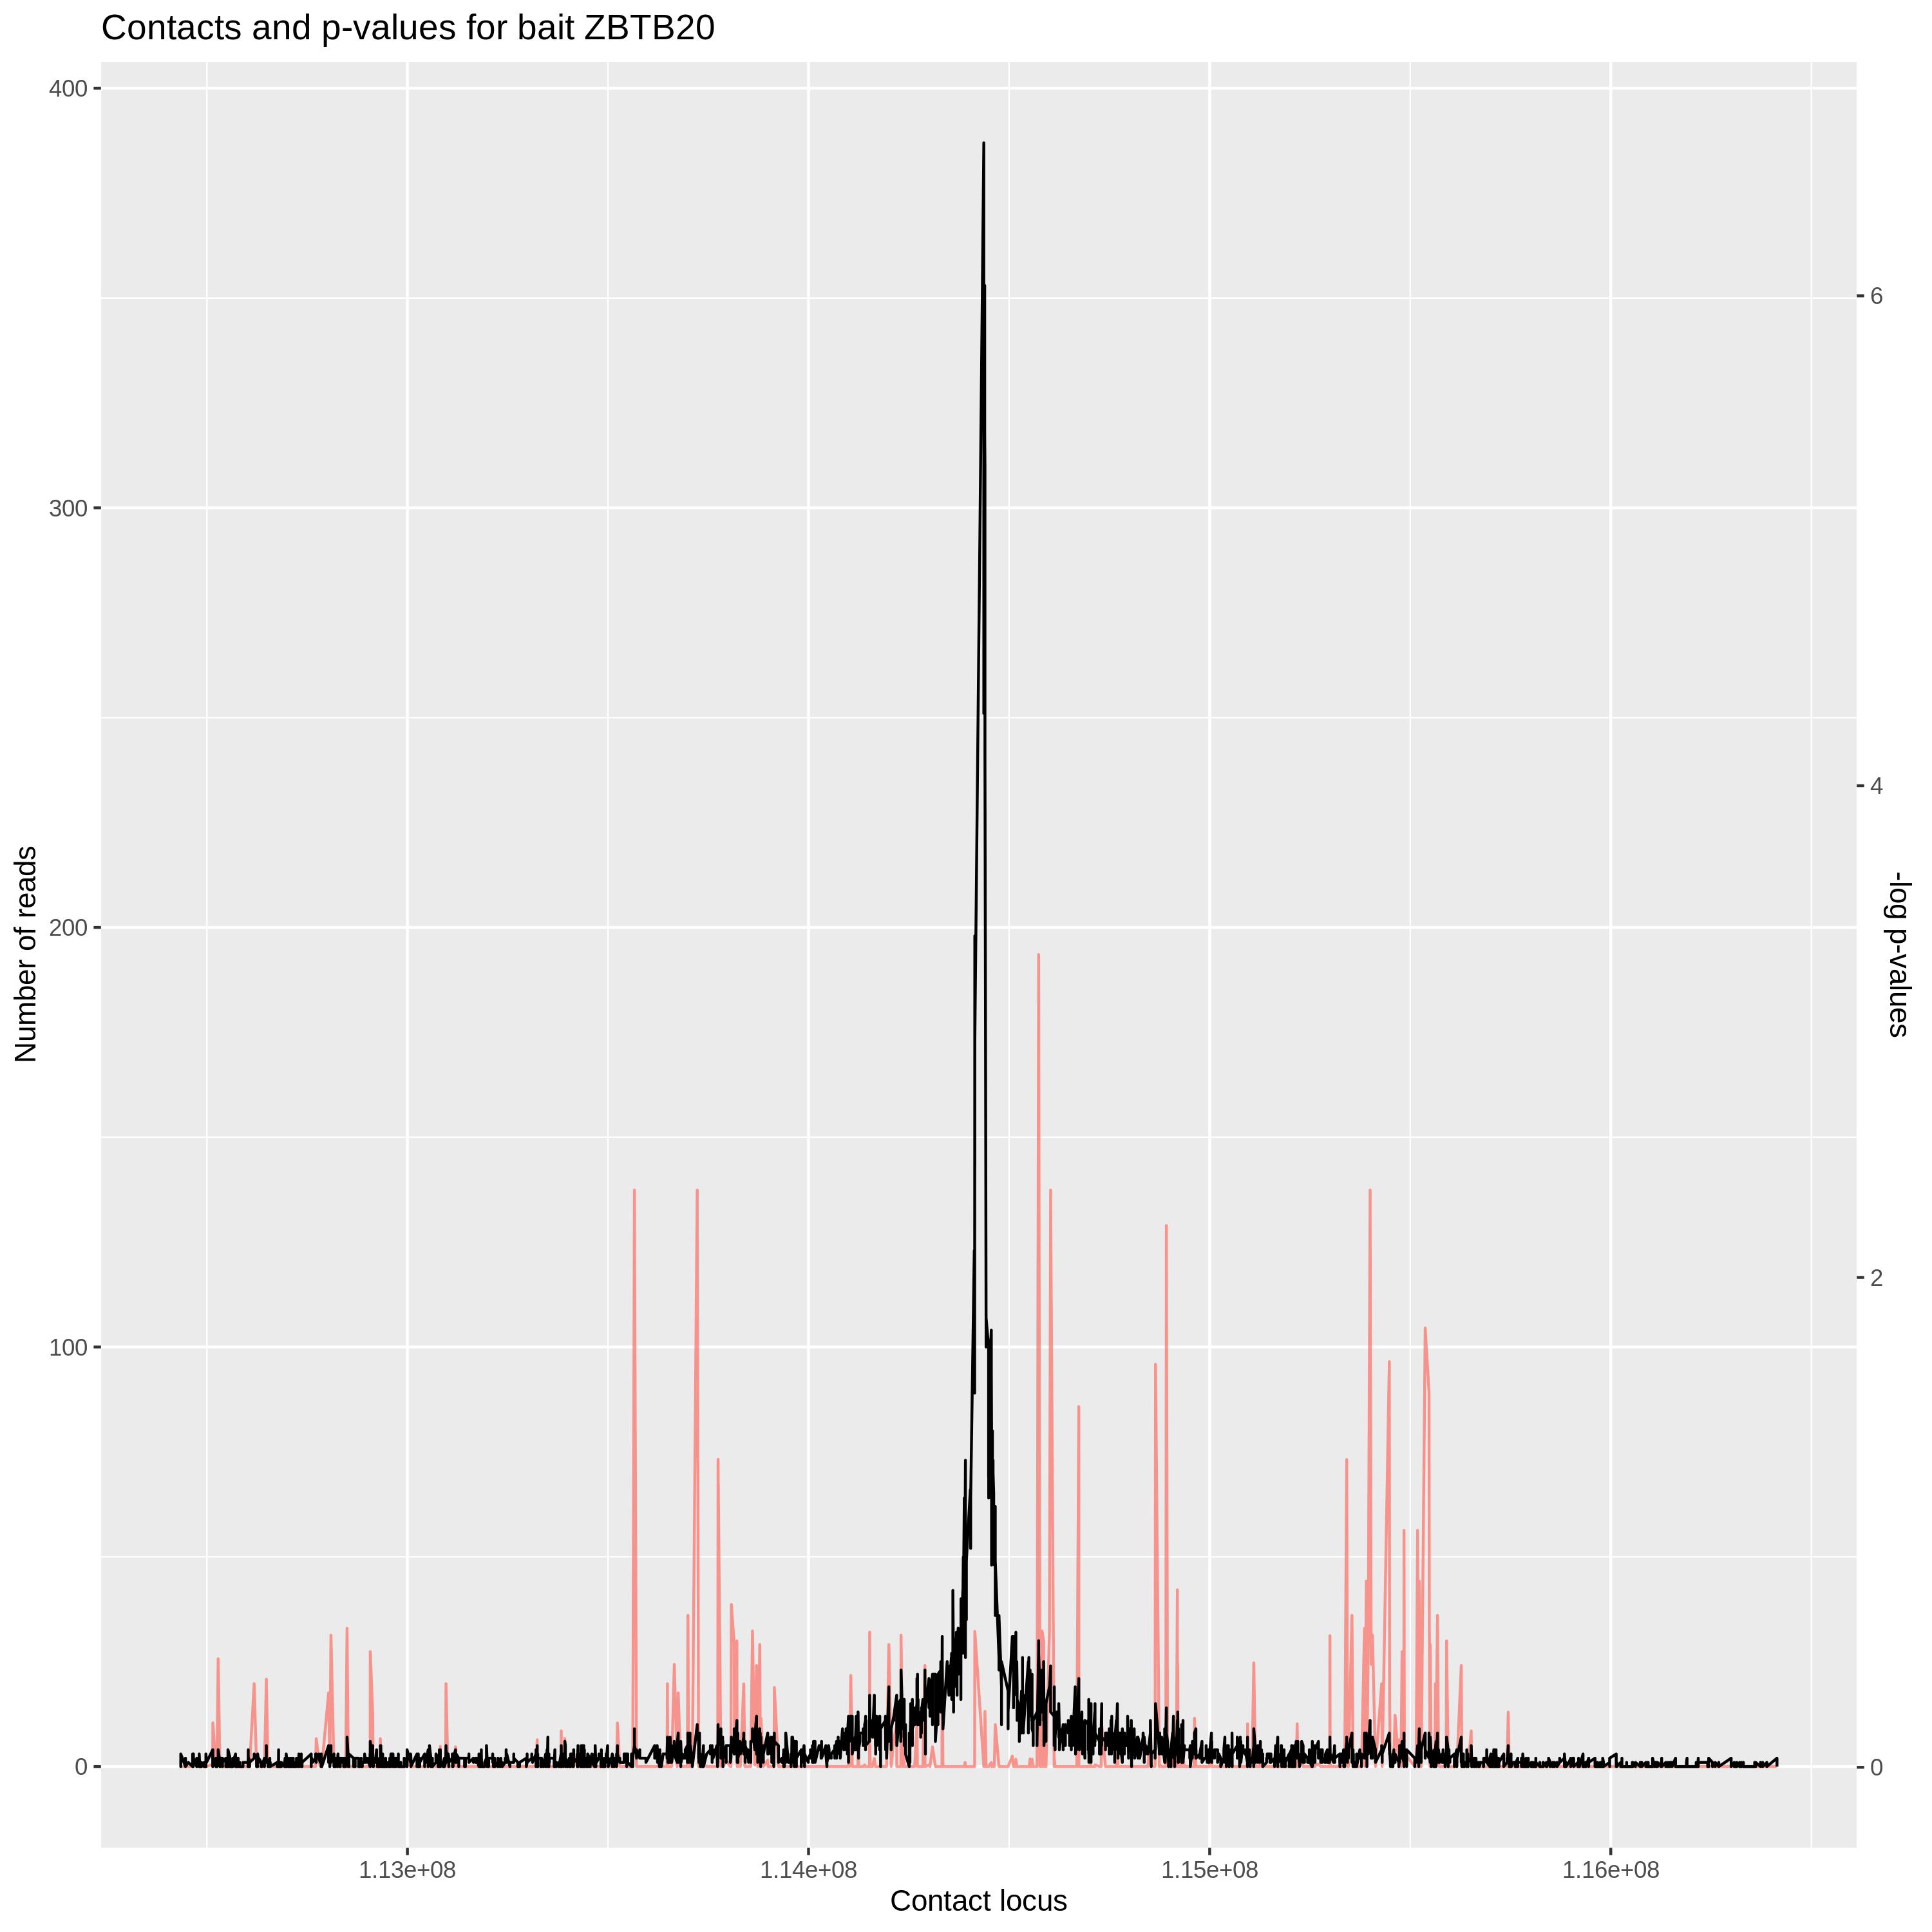 Contacts and p-values for bait ZBTB20
400
300
200
100
0
Number of reads
6
4
2
0
-log p-values
1.13e+08
1.14e+08
1.15e+08
1.16e+08
Contact locus